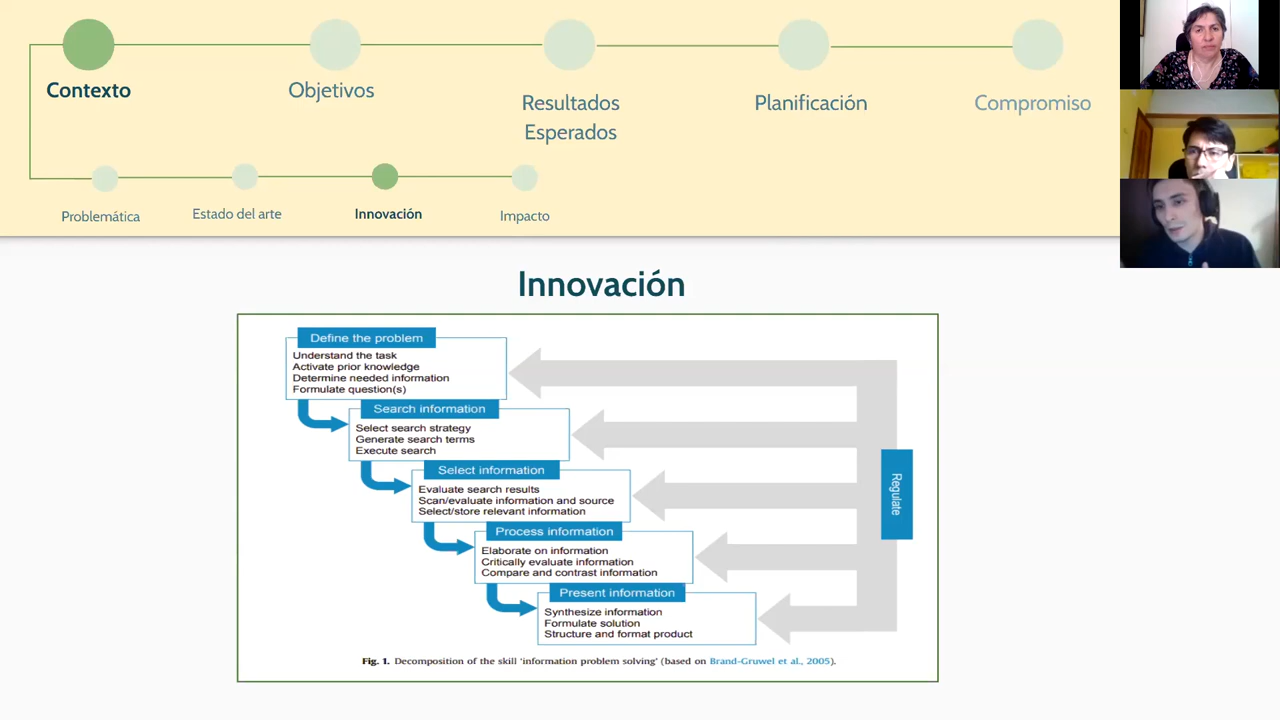 Contexto
Objetivos
Resultados
Esperados
Planificación
Compromiso
Problemática
Estado del arte
Innovación
Impacto
Innovación
Define the problem
Understand the task
Activate prior knowledge
Determine needed information
Formulate question(s)
Search information
Select search strategy
Generate search terms
Execute search
Select information
Evaluate search results
Scan/evaluate information and source
Select/store relevant information
Process information
Elaborate on information
Critically evaluate information
Compare and contrast information
Present information
Synthesize information
Formulate solution
Structure and format product
Regulate
Fig. 1. Decomposition of the skill 'information problem solving' (based on Brand-Gruwel et al., 2005).